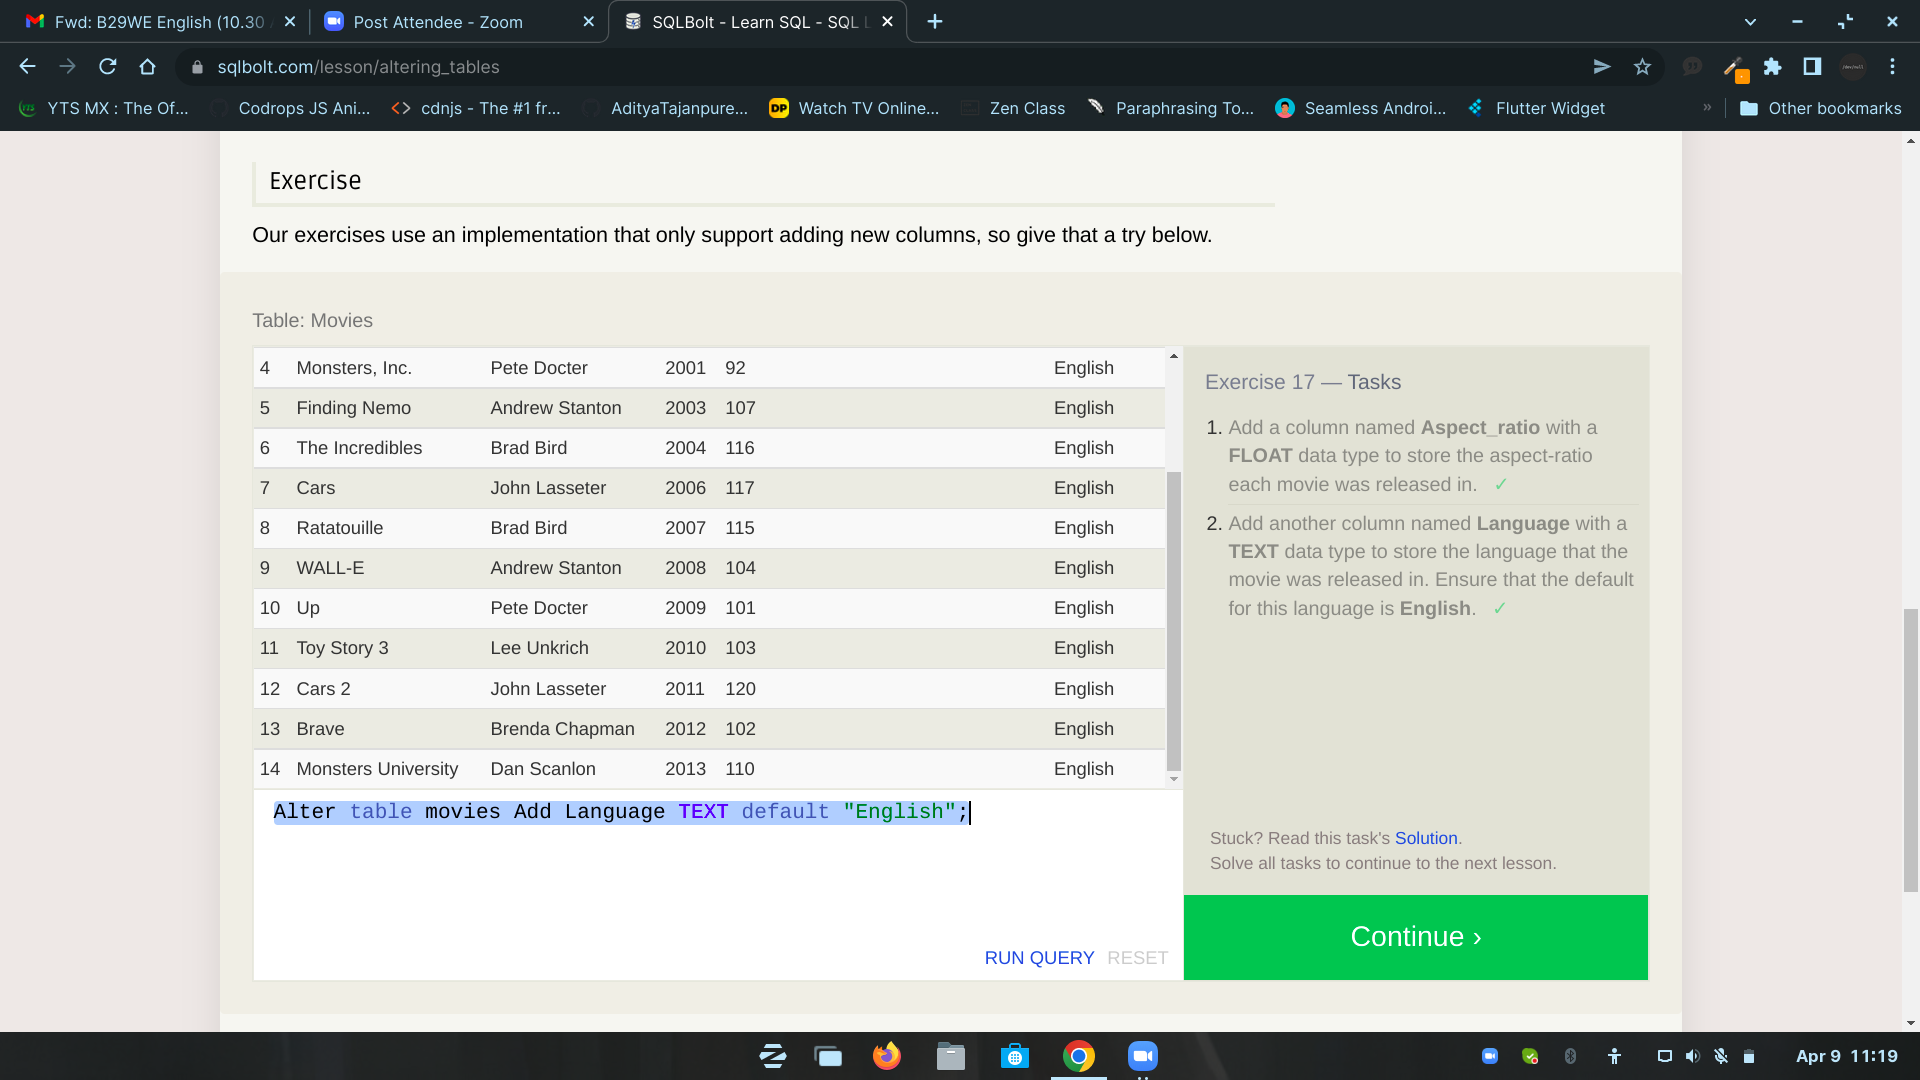 Fwd: B29WE English (10.30
Post Attendee - Zoom
SQLBolt - Learn SQL - SQL
sqlbolt.com/lesson/altering_tables
YTS MX : The Of...
Codrops JS Ani...
cdnjs - The #1 fr...
AdityaTajanpure...
DP
Watch TV Online...
Zen Class
Paraphrasing To...
Seamless Androi...
Flutter Widget
»
Other bookmarks
Exercise
Our exercises use an implementation that only support adding new columns, so give that a try below.
Table: Movies
4 Monsters, Inc. Pete Docter 2001 92 English
5 Finding Nemo Andrew Stanton 2003 107 English
6 The Incredibles Brad Bird 2004 116 English
7 Cars John Lasseter 2006 117 English
8 Ratatouille Brad Bird 2007 115 English
9 WALL-E Andrew Stanton 2008 104 English
10 Up Pete Docter 2009 101 English
11 Toy Story 3 Lee Unkrich 2010 103 English
12 Cars 2 John Lasseter 2011 120 English
13 Brave Brenda Chapman 2012 102 English
14 Monsters University Dan Scanlon 2013 110 English
Alter table movies Add Language TEXT default "English";
RUN QUERY RESET
Exercise 17 — Tasks
1. Add a column named Aspect_ratio with a
FLOAT data type to store the aspect-ratio
each movie was released in. ✓
2. Add another column named Language with a
TEXT data type to store the language that the
movie was released in. Ensure that the default
for this language is English. ✓
Stuck? Read this task's Solution.
Solve all tasks to continue to the next lesson.
Continue ›
Apr 9 11:19